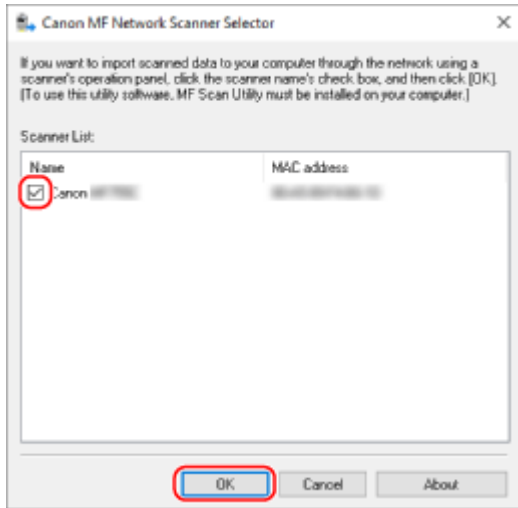 Canon MF Network Scanner Selector
If you want to import scanned data to your computer through the network using a
scanner's operation panel, click the scanner name's check box, and then click [OK].
(To use this utility software, MF Scan Utility must be installed on your computer.)
Scanner List:
Name MAC address
Canon
OK Cancel About